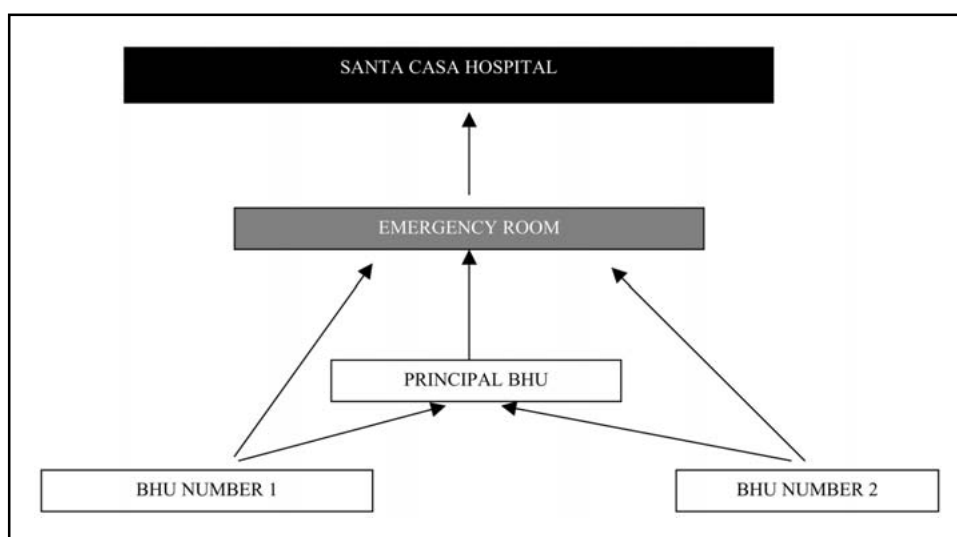 SANTA CASA HOSPITAL
EMERGENCY ROOM
PRINCIPAL BHU
BHU NUMBER 1
BHU NUMBER 2